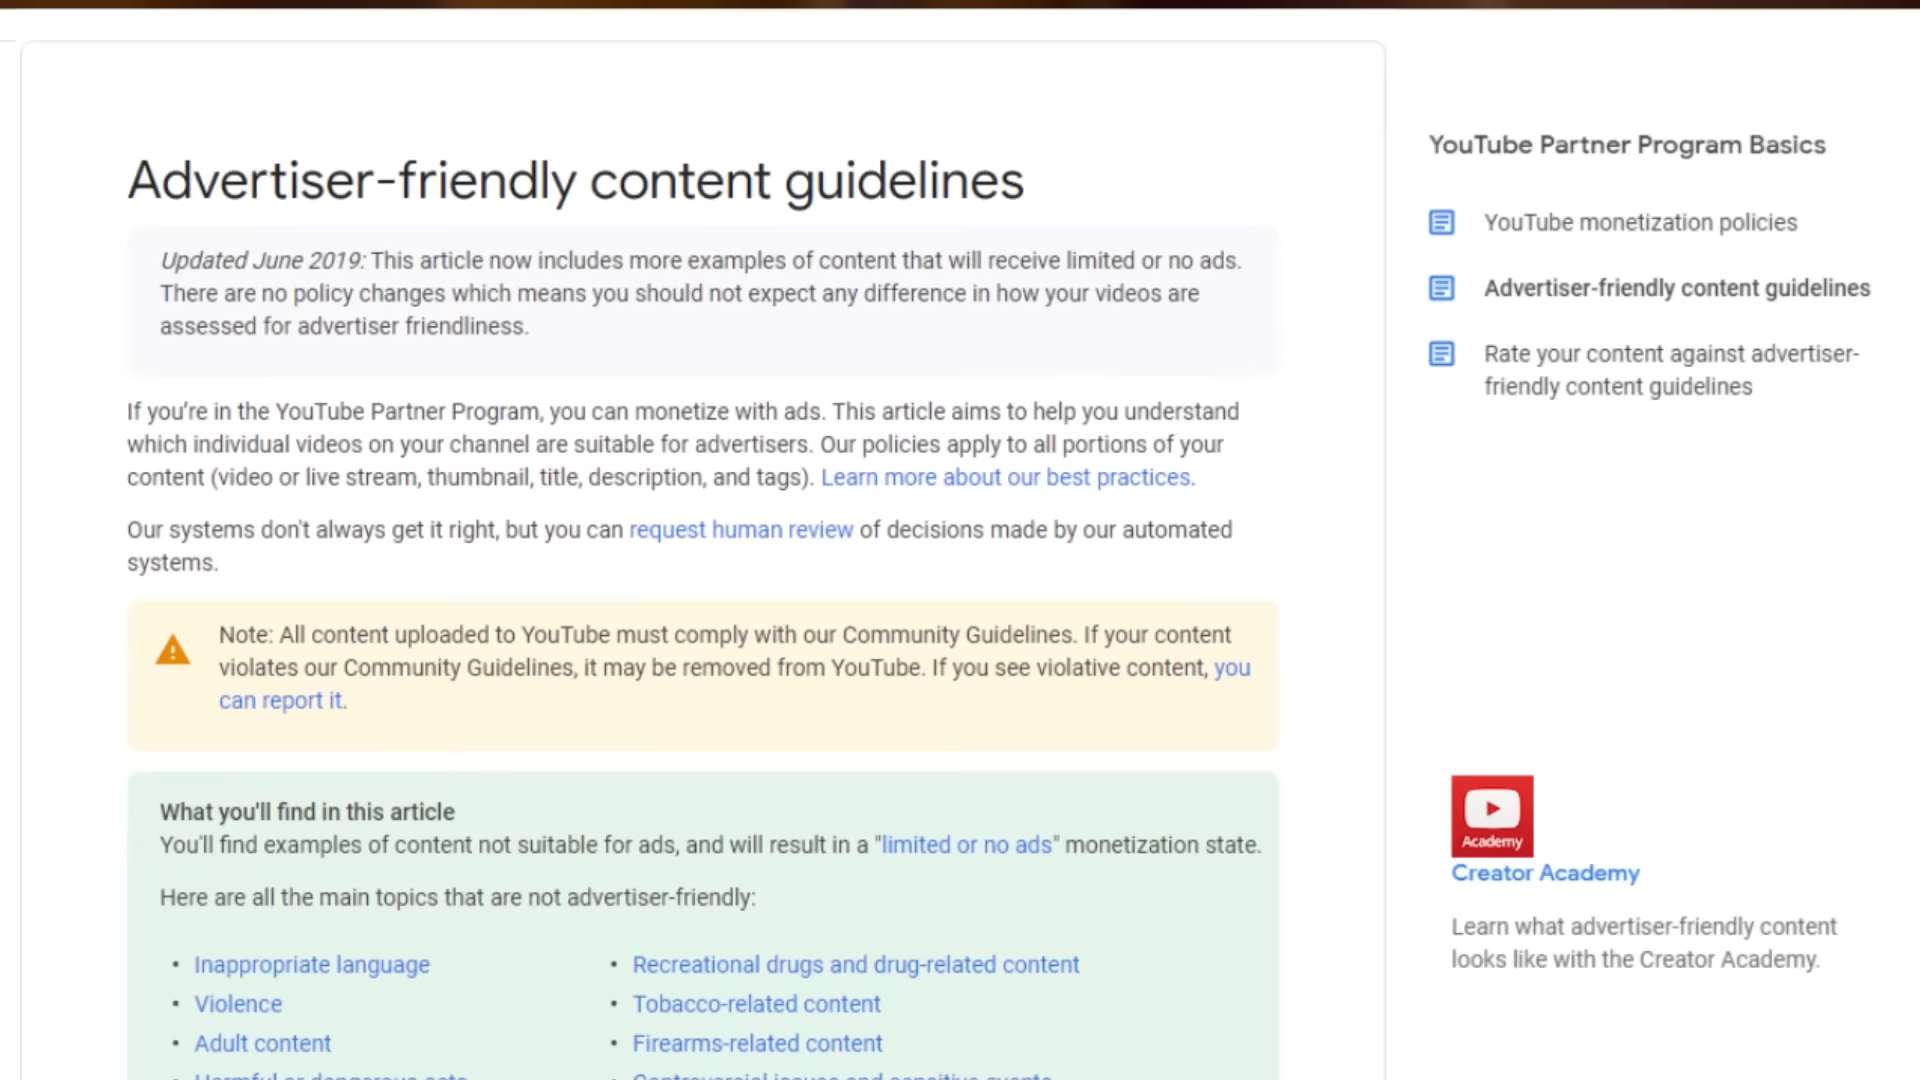 Advertiser-friendly content guidelines
Updated June 2019: This article now includes more examples of content that will receive limited or no ads.
There are no policy changes which means you should not expect any difference in how your videos are
assessed for advertiser friendliness.
If you’re in the YouTube Partner Program, you can monetize with ads. This article aims to help you understand
which individual videos on your channel are suitable for advertisers. Our policies apply to all portions of your
content (video or live stream, thumbnail, title, description, and tags). Learn more about our best practices.
Our systems don't always get it right, but you can request human review of decisions made by our automated
systems.
Note: All content uploaded to YouTube must comply with our Community Guidelines. If your content
violates our Community Guidelines, it may be removed from YouTube. If you see violative content, you
can report it.
What you'll find in this article
You'll find examples of content not suitable for ads, and will result in a "limited or no ads" monetization state.
Here are all the main topics that are not advertiser-friendly:
• Inappropriate language
• Violence
• Adult content
• Harmful or dangerous acts
• Recreational drugs and drug-related content
• Tobacco-related content
• Firearms-related content
• Controversial issues and sensitive events
YouTube Partner Program Basics
YouTube monetization policies
Advertiser-friendly content guidelines
Rate your content against advertiser-
friendly content guidelines
Academy
Creator Academy
Learn what advertiser-friendly content
looks like with the Creator Academy.